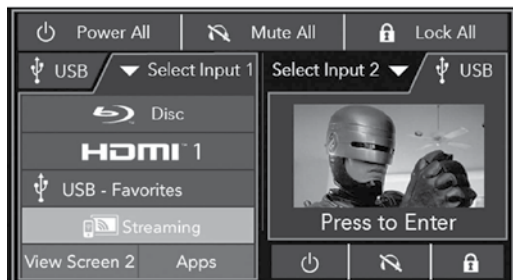 Power All Mute All Lock All
USB Select Input 1 Select Input 2 USB
Disc
HDMI 1
USB - Favorites
Streaming
Press to Enter
View Screen 2 Apps